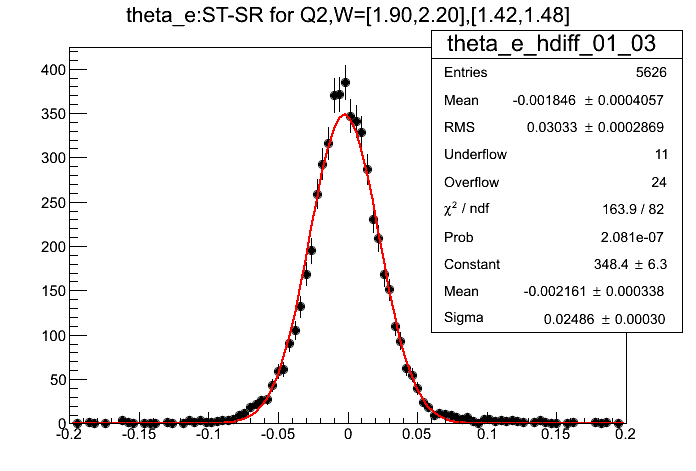 theta_e:ST-SR for Q2,W=[1.90,2.20],[1.42,1.48]
theta_e_hdiff_01_03
Entries 5626
Mean -0.001846 ± 0.0004057
RMS 0.03033 ± 0.0002869
Underflow 11
Overflow 24
χ² / ndf 163.9 / 82
Prob 2.081e-07
Constant 348.4 ± 6.3
Mean -0.002161 ± 0.000338
Sigma 0.02486 ± 0.00030
400
350
300
250
200
150
100
50
0
-0.2 -0.15 -0.1 -0.05 0 0.05 0.1 0.15 0.2